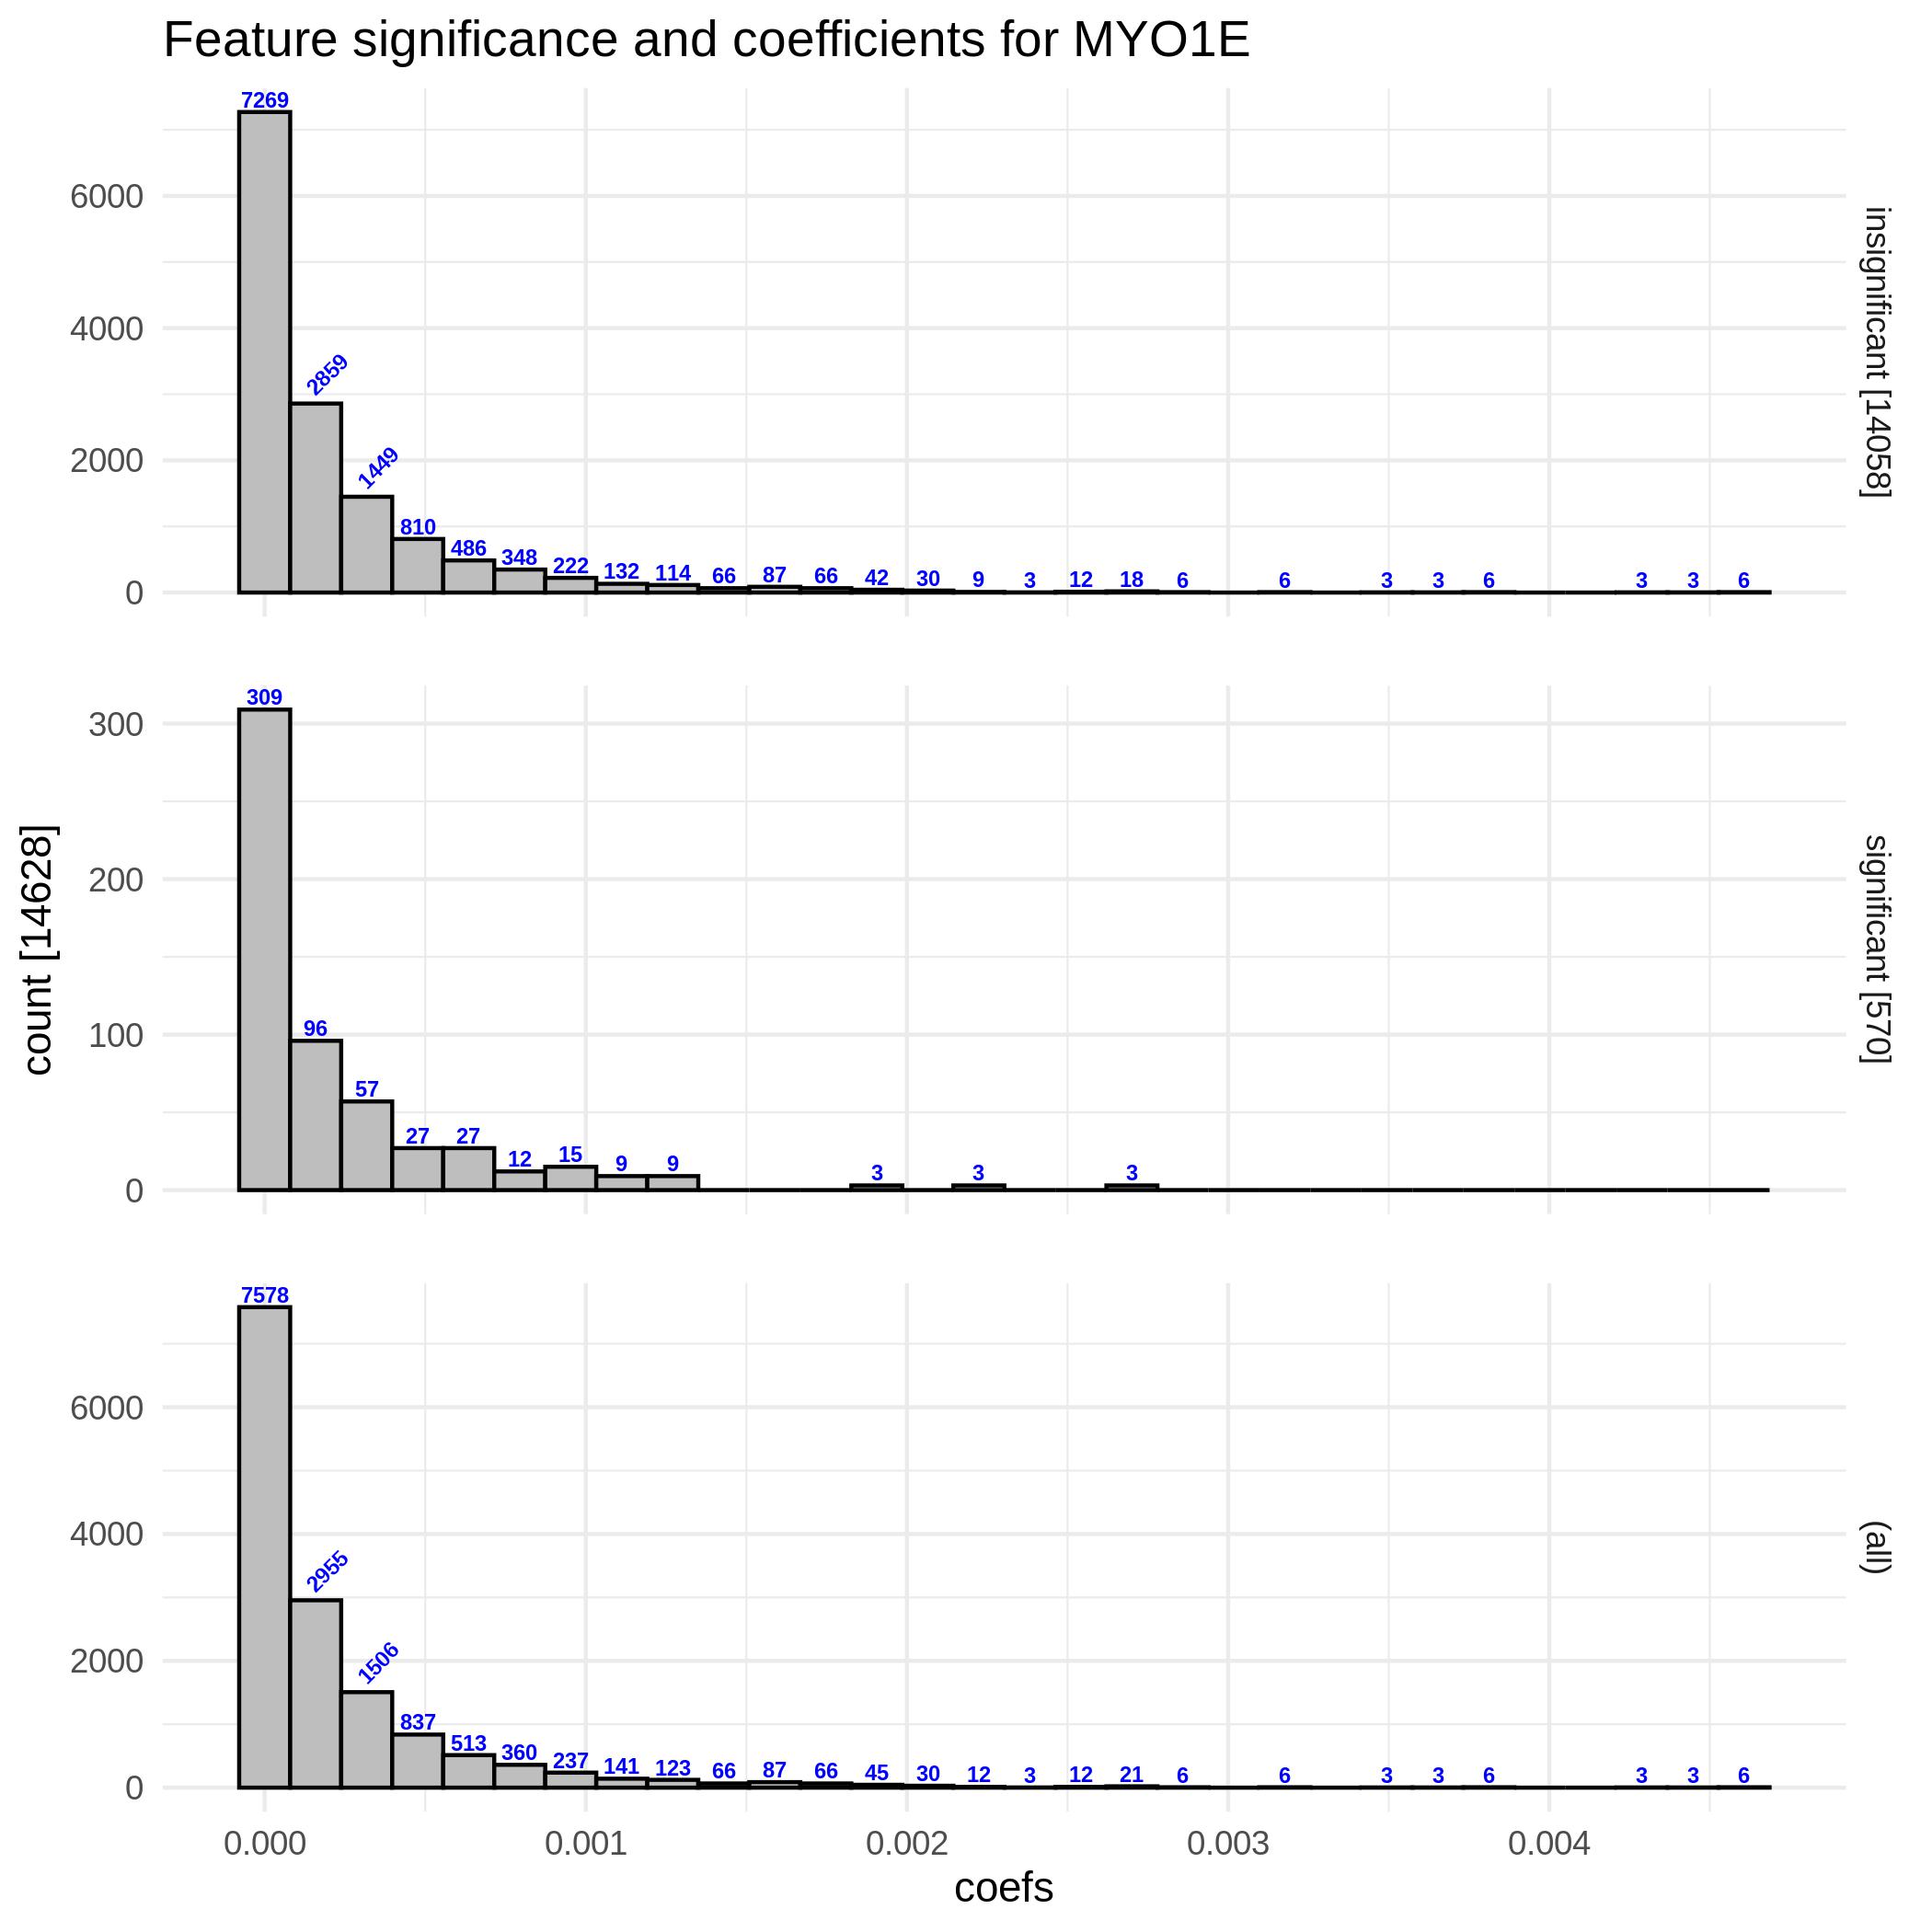 Feature significance and coefficients for MYO1E
7269
2859
1449
810 486 348 222 132 114 66 87 66 42 30 9 3 12 18 6 6 3 3 6 3 3 6
6000
4000
2000
0
insignificant [14058]
309
96
57
27 27 12 15 9 9 3 3 3
300
200
100
0
significant [570]
count [14628]
7578
2955
1506
837 513 360 237 141 123 66 87 66 45 30 12 3 12 21 6 6 3 3 6 3 3 6
6000
4000
2000
0
(all)
0.000 0.001 0.002 0.003 0.004
coefs